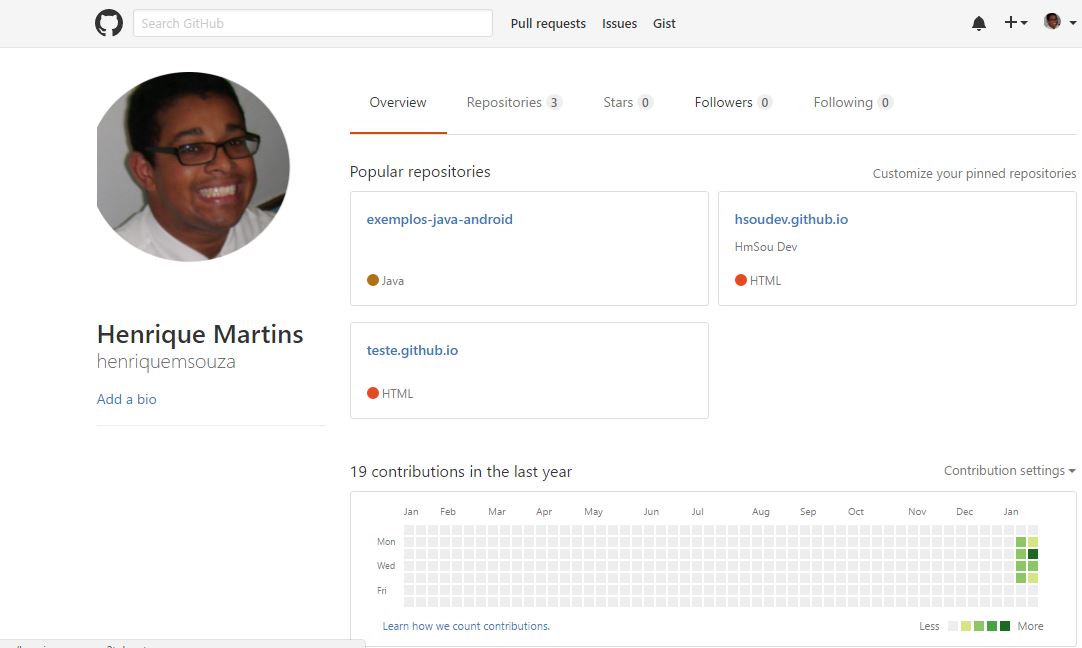 Search GitHub Pull requests Issues Gist
Overview Repositories 3 Stars 0 Followers 0 Following 0
Popular repositories Customize your pinned repositories
exemplos-java-android
Java
hsoudev.github.io
HmSou Dev
HTML
teste.github.io
HTML
Henrique Martins
henriquemsouza
Add a bio
19 contributions in the last year Contribution settings
Jan Feb Mar Apr May Jun Jul Aug Sep Oct Nov Dec Jan
Mon
Wed
Fri
Learn how we count contributions. Less More